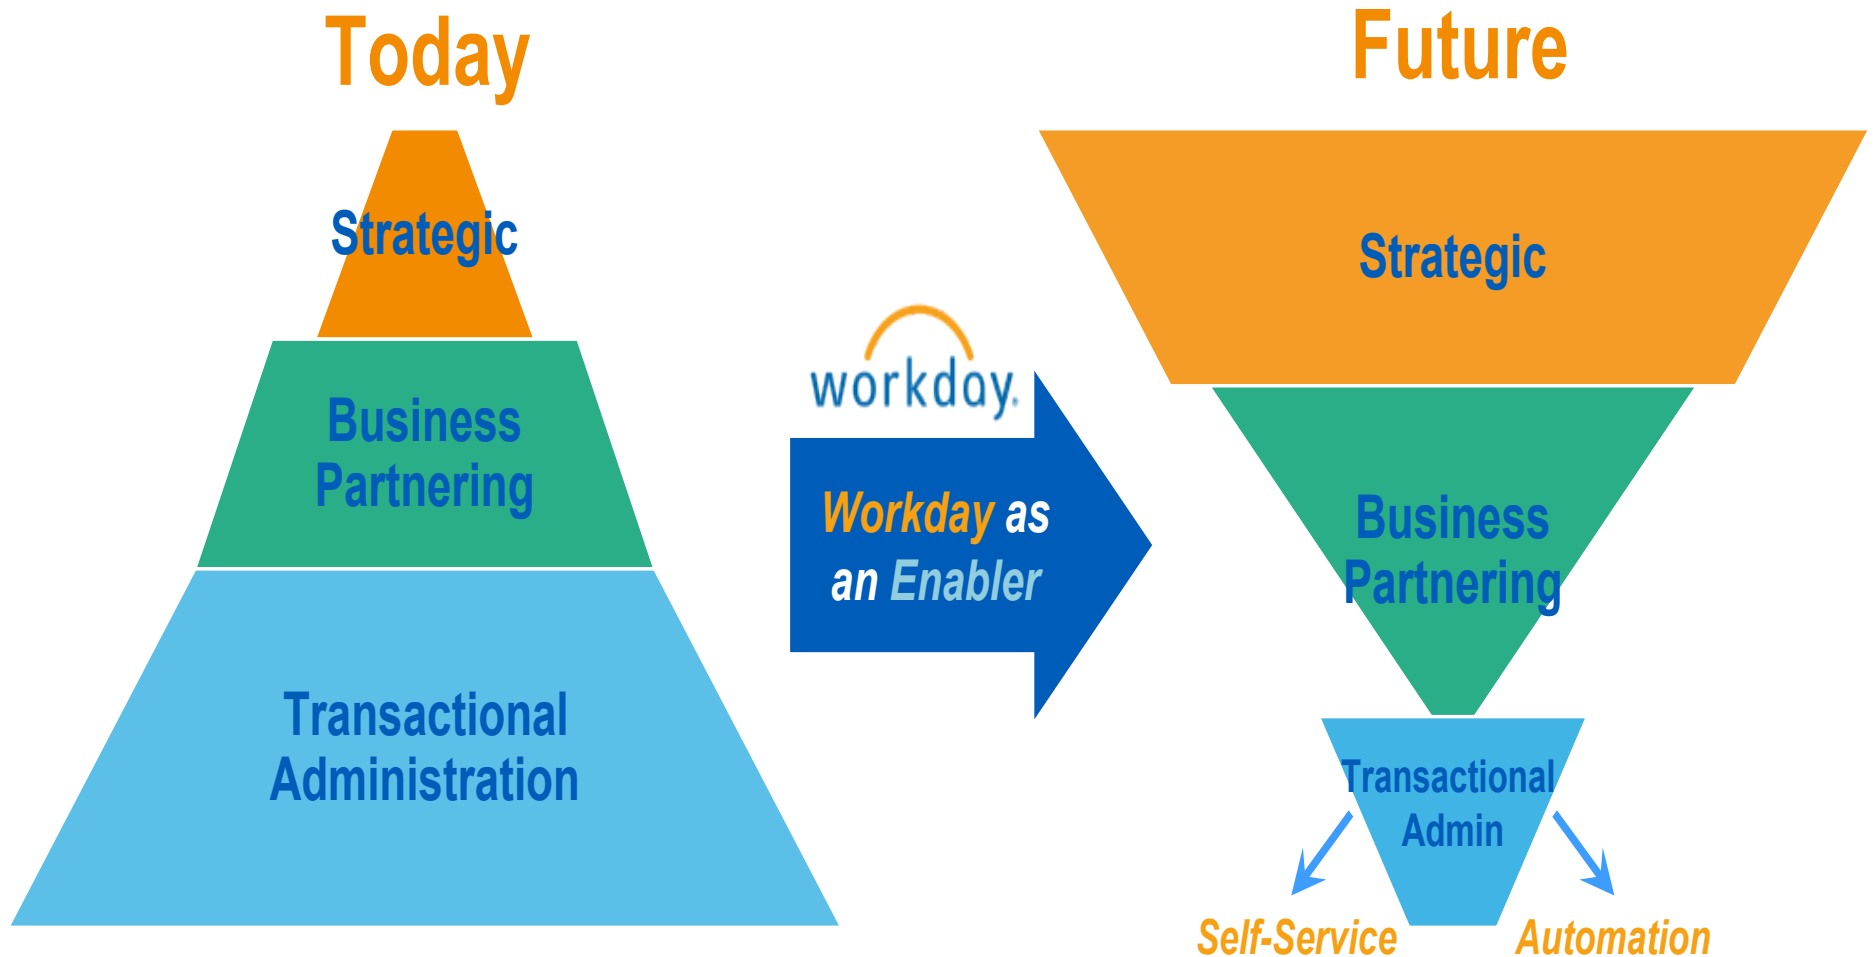 Today
Strategic
Business
Partnering
Transactional
Administration
workday.
Workday as
an Enabler
Future
Strategic
Business
Partnering
Transactional
Admin
Self-Service
Automation